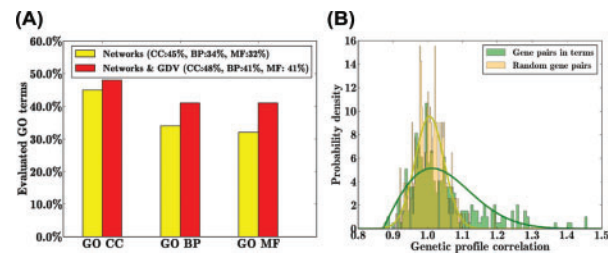 (A)
60.0%
50.0%
40.0%
30.0%
20.0%
10.0%
0.0%
Evaluated GO terms
Networks (CC:45%, BP:34%, MF:32%)
Networks & GDV (CC:48%, BP:41%, MF: 41%)
GO CC GO BP GO MF
(B)
16
14
12
10
8
6
4
2
0
Probability density
Gene pairs in terms
Random gene pairs
0.8 0.9 1.0 1.1 1.2 1.3 1.4 1.5
Genetic profile correlation